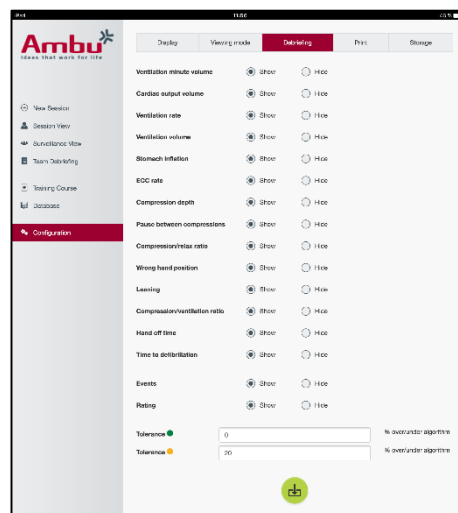 iPad 11:56 45 %
Ambu
Ideas that work for life
Display Viewing mode Debriefing Print Storage
Ventilation minute volume Show Hide
Cardiac output volume Show Hide
New Session
Ventilation rate Show Hide
Session View
Ventilation volume Show Hide
Surveillance View
Stomach inflation Show Hide
Team Debriefing
ECC rate Show Hide
Training Course
Compression depth Show Hide
Database
Pause between compressions Show Hide
Configuration
Compression/relax ratio Show Hide
Wrong hand position Show Hide
Leaning Show Hide
Compression/ventilation ratio Show Hide
Hand off time Show Hide
Time to defibrillation Show Hide
Events Show Hide
Rating Show Hide
Tolerance 0 % over/under algorithm
Tolerance 20 % over/under algorithm